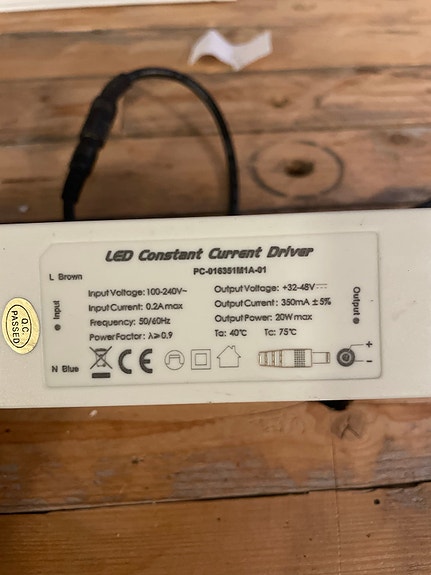 LED Constant Current Driver
PC-016351M1A-01
L Brown
Input
N Blue
Q.C.
PASSED
Input Voltage: 100-240V~
Input Current: 0.2A max
Frequency: 50/60Hz
Power Factor: λ≥0.9
Output Voltage: +32-48V⎓
Output Current: 350mA ±5%
Output Power: 20W max
Ta: 40℃ Tc: 75℃
CE
Output
+
-